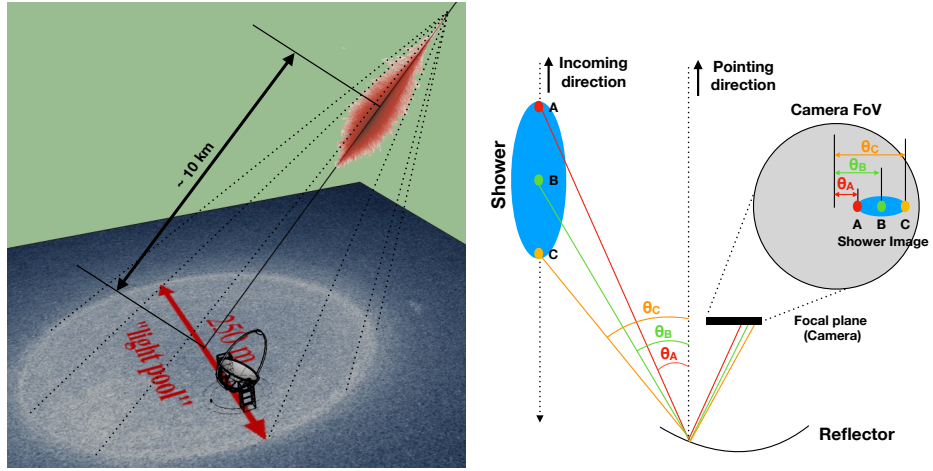 ~ 10 km
250 m
"light pool"
Incoming
direction
Pointing
direction
Shower
A
B
C
θC
θB
θA
Camera FoV
θC
θB
θA
A B C
Shower Image
Focal plane
(Camera)
Reflector